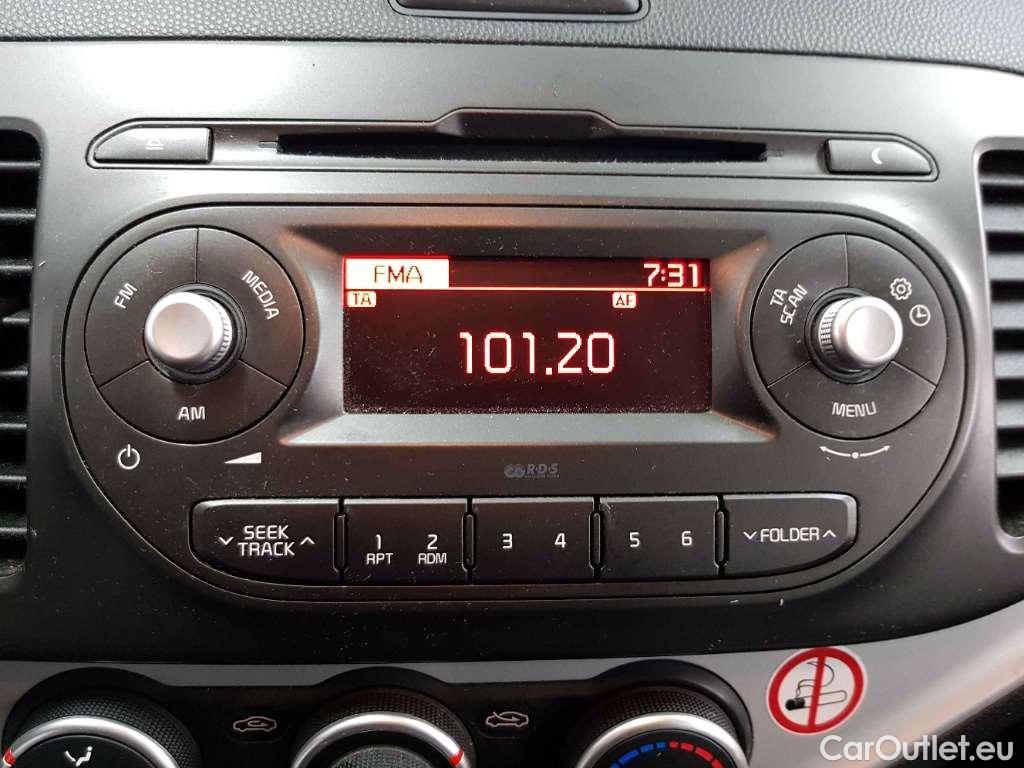 FMA 7:31
TA AF
101.20
FM
MEDIA
AM
TA
SCAN
MENU
R·D·S
SEEK
TRACK
1 2
RPT RDM
3 4
5 6
FOLDER
CarOutlet.eu